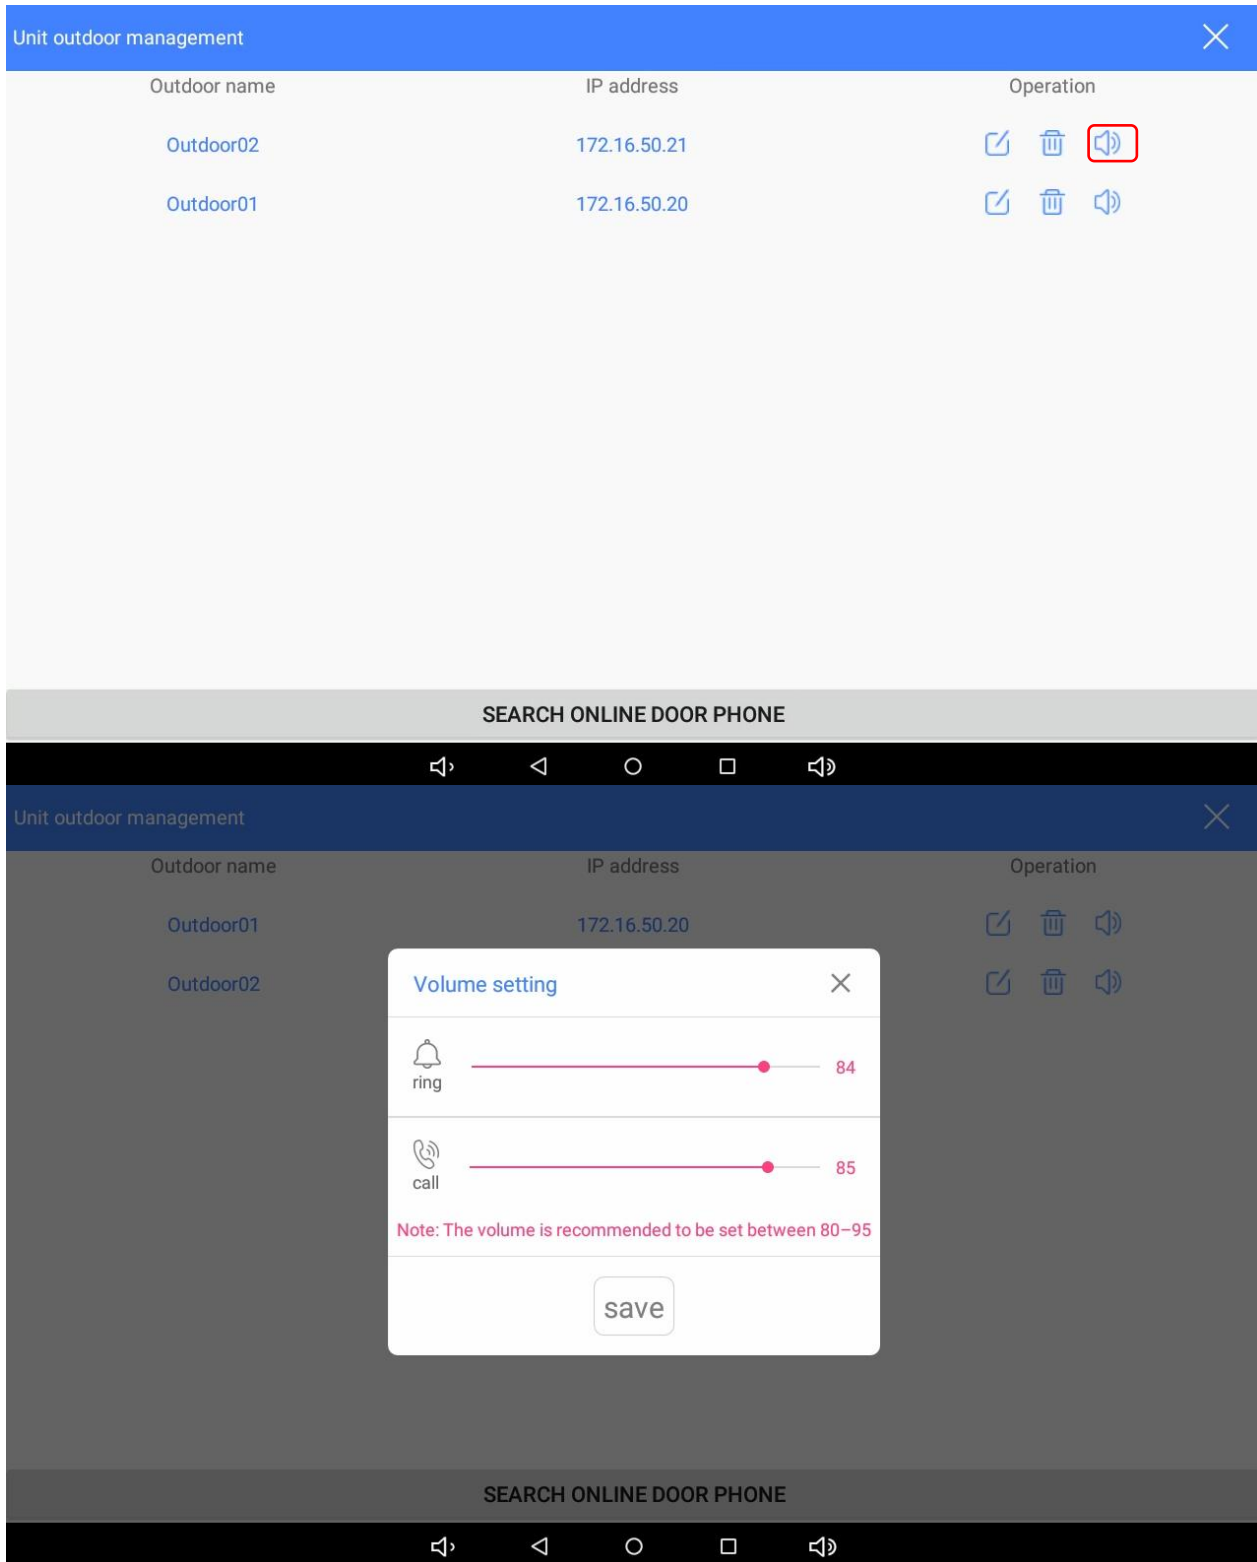 Unit outdoor management
Outdoor name IP address Operation
Outdoor02 172.16.50.21
Outdoor01 172.16.50.20
SEARCH ONLINE DOOR PHONE
Unit outdoor management
Outdoor name IP address Operation
Outdoor01 172.16.50.20
Outdoor02
Volume setting
84
ring
85
call
Note: The volume is recommended to be set between 80–95
save
SEARCH ONLINE DOOR PHONE